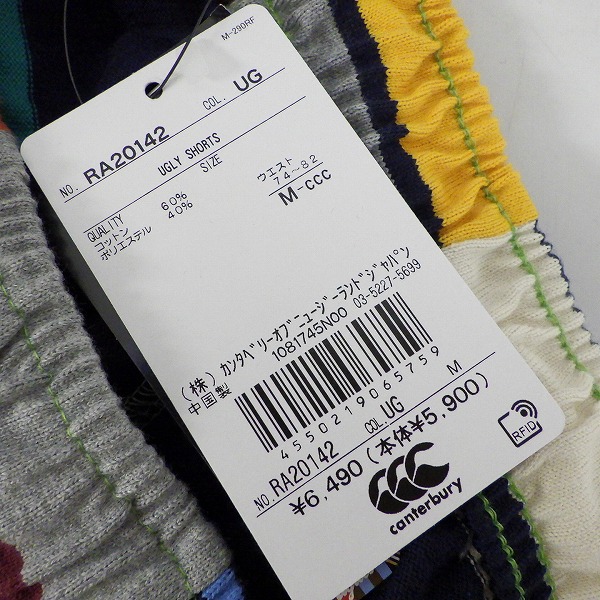 M-290RF
NO. RA20142 COL. UG
UGLY SHORTS
QUALITY SIZE
コットン 60%
ポリエステル 40%
ウエスト
74～82
M-ccc
(株)カンタベリーオブニュージーランドジャパン
中国製 1081745N00 03-5227-5699
4550219065759
NO. RA20142 COL. UG M
¥6,490(本体¥5,900)
canterbury
RFID